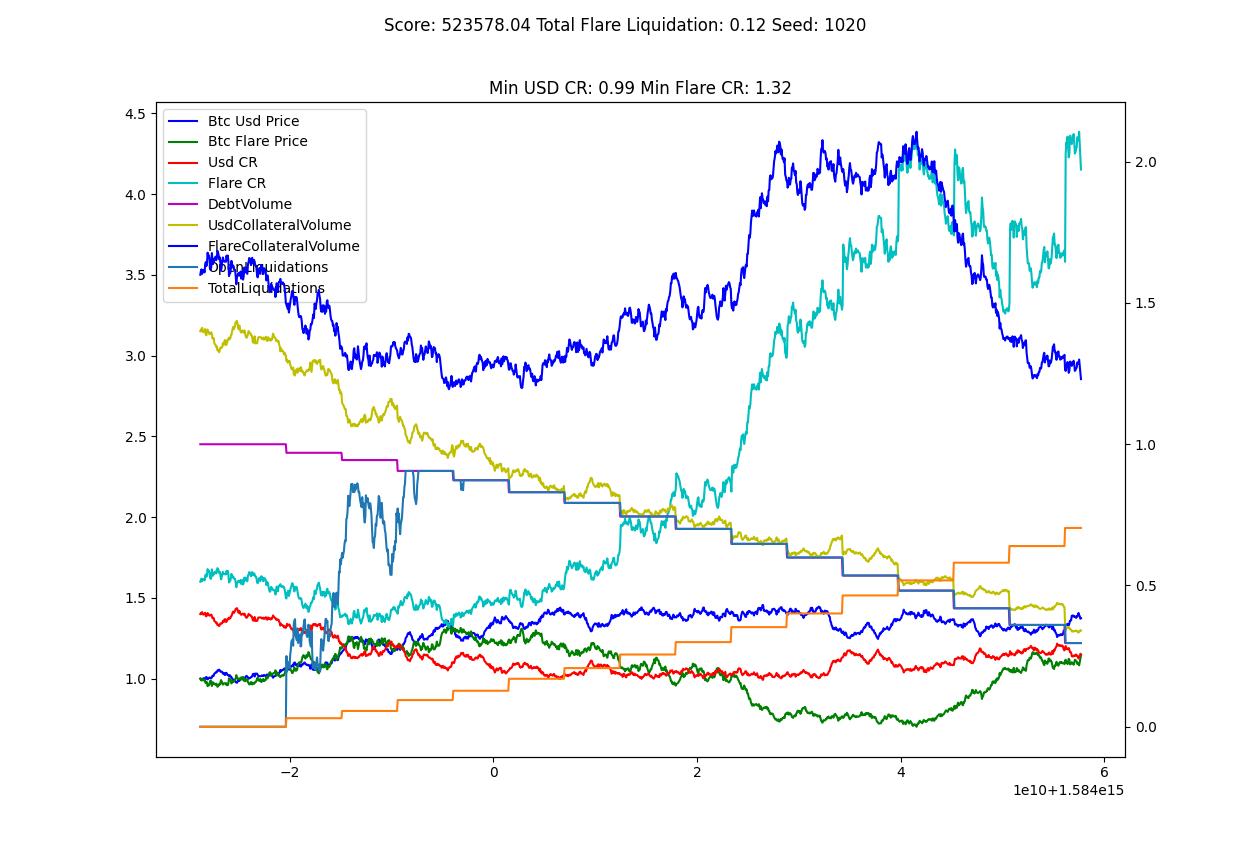 Score: 523578.04 Total Flare Liquidation: 0.12 Seed: 1020
Min USD CR: 0.99 Min Flare CR: 1.32
Btc Usd Price
Btc Flare Price
Usd CR
Flare CR
DebtVolume
UsdCollateralVolume
FlareCollateralVolume
OpenLiquidations
TotalLiquidations
4.5
4.0
3.5
3.0
2.5
2.0
1.5
1.0
2.0
1.5
1.0
0.5
0.0
−2
0
2
4
6
1e10+1.584e15